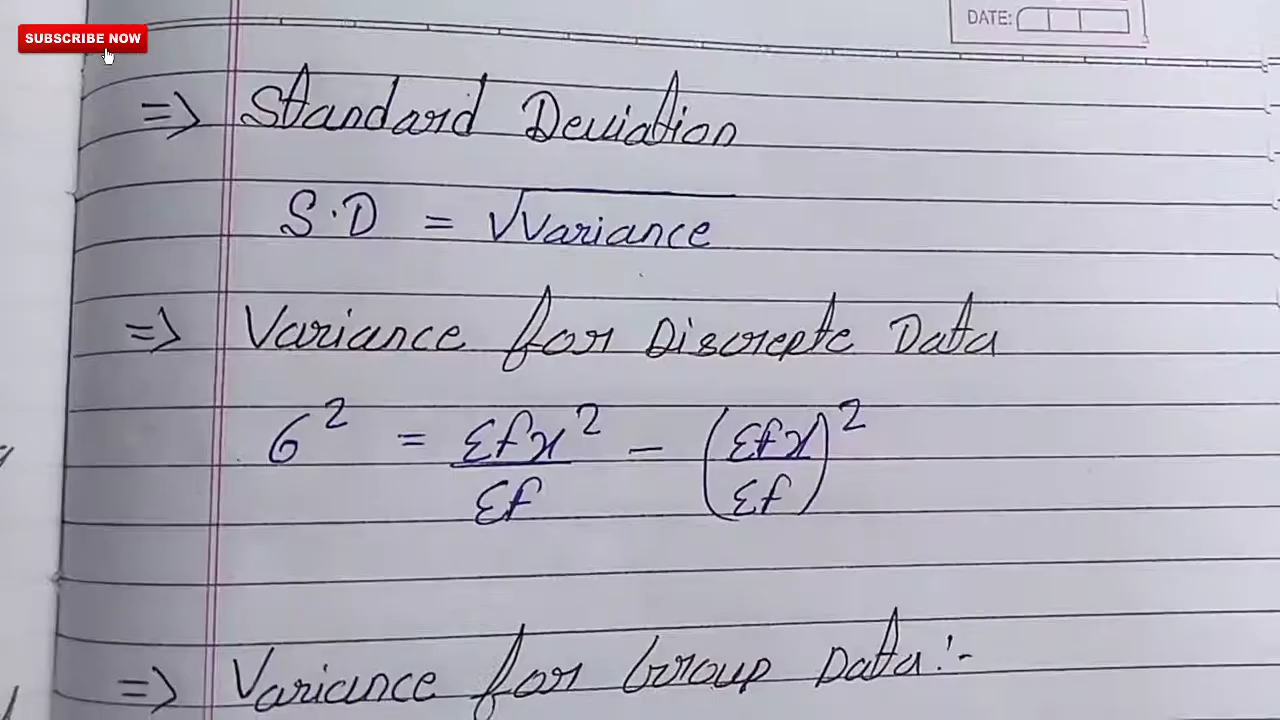 SUBSCRIBE NOW
DATE:
=> Standard Deviation
S.D = √Variance
=> Variance for Discrepte Data
σ² = Σfx² / Σf - (Σfx / Σf)²
=> Variance for Group Data :-